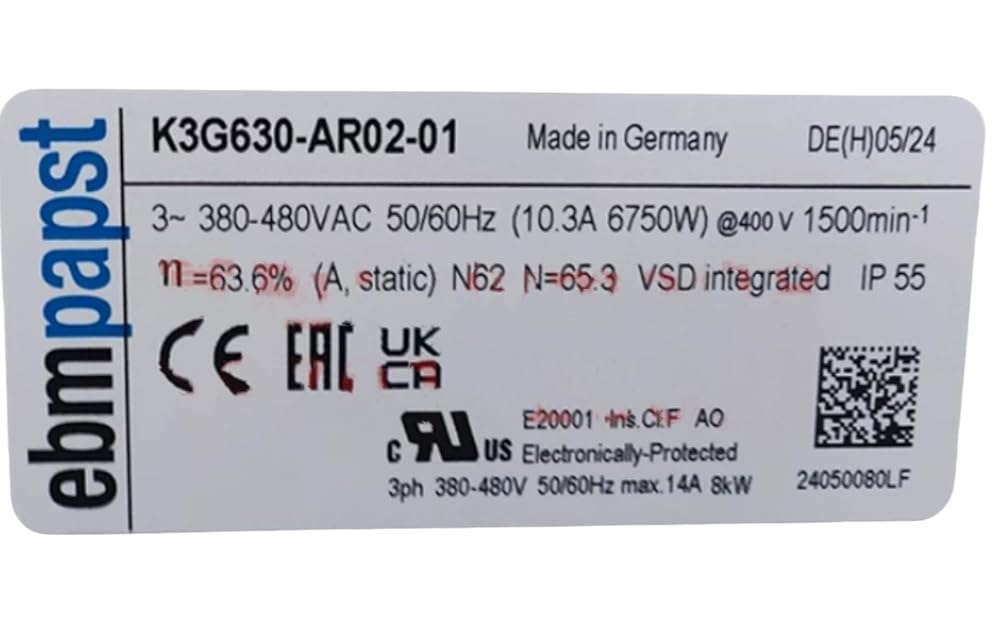 ebmpapst
K3G630-AR02-01 Made in Germany DE(H)05/24
3~ 380-480VAC 50/60Hz (10.3A 6750W) @400 V 1500min-1
η=63.6% (A, static) N62 N=65.3 VSD integrated IP 55
CE EAC UK
CA
E20001 Ins.Cl.F AO
c RU US Electronically-Protected
3ph 380-480V 50/60Hz max.14A 8kW
24050080LF